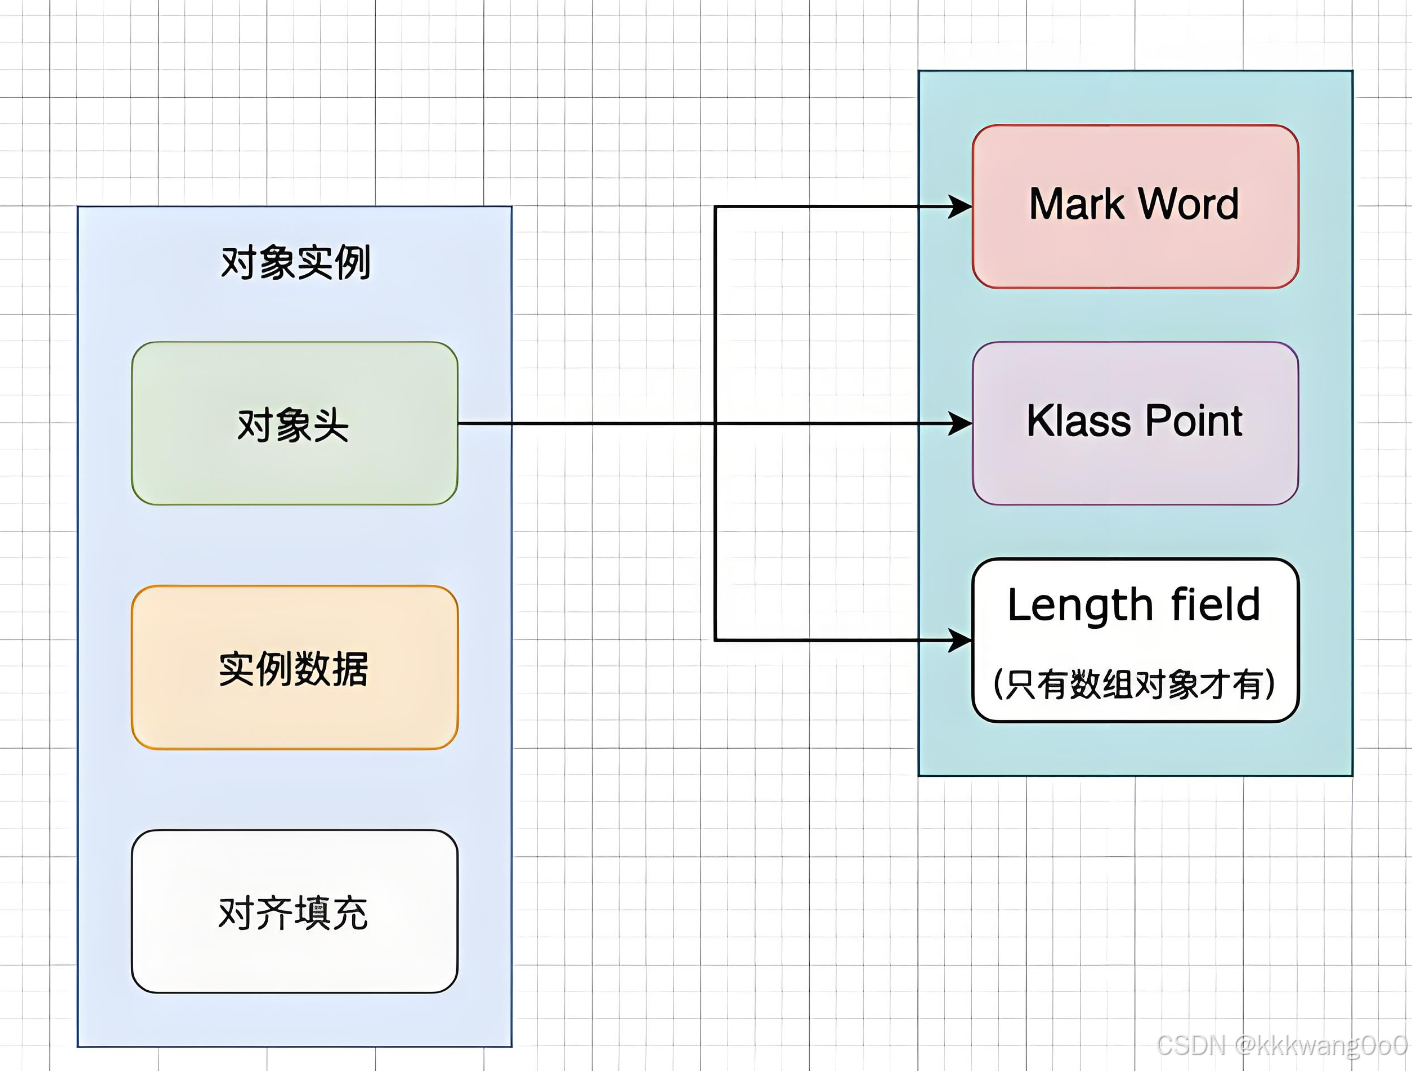 对象实例
对象头
实例数据
对齐填充
Mark Word
Klass Point
Length field
(只有数组对象才有)
CSDN @kkkwang0o0